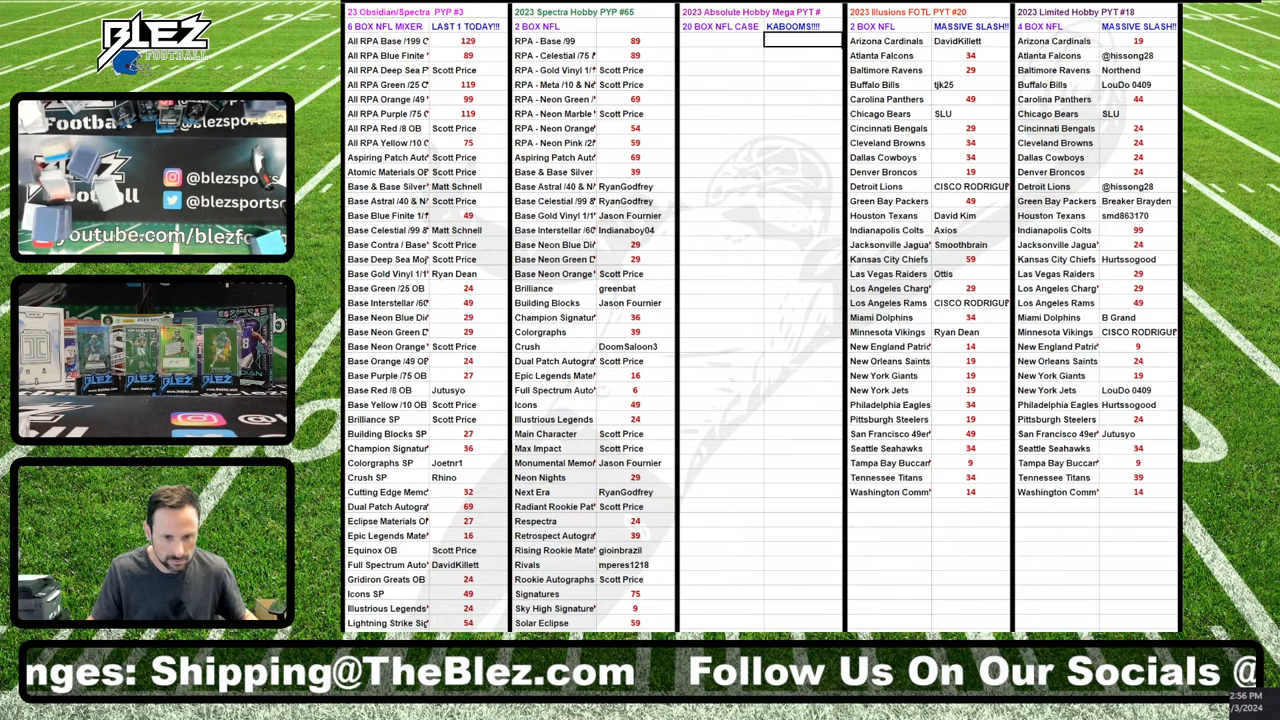 BLEZ
FOOTBALL
Football
@blezsports
youtube.com/blezfo
23 Obsidian/Spectra PYP #3
6 BOX NFL MIXER LAST 1 TODAY!!!
All RPA Base /199 129
All RPA Blue Finite 89
All RPA Deep Sea Scott Price
All RPA Green /25 119
All RPA Orange /49 99
All RPA Purple /75 119
All RPA Red /8 OB Scott Price
All RPA Yellow /10 75
Aspiring Patch Auto Scott Price
Atomic Materials OB Scott Price
Base & Base Silver Matt Schnell
Base Astral /40 & Scott Price
Base Blue Finite 1/1 49
Base Celestial /99 Matt Schnell
Base Contra / Base Scott Price
Base Deep Sea Moj Scott Price
Base Gold Vinyl 1/1 Ryan Dean
Base Green /25 OB 24
Base Interstellar /60 49
Base Neon Blue Di 29
Base Neon Green 29
Base Neon Orange Scott Price
Base Orange /49 OB 24
Base Purple /75 OB 27
Base Red /8 OB Jutusyo
Base Yellow /10 OB Scott Price
Brilliance SP Scott Price
Building Blocks SP 27
Champion Signatur 36
Colorgraphs SP Joetnr1
Crush SP Rhino
Cutting Edge Memo 32
Dual Patch Autogra 69
Eclipse Materials 27
Epic Legends Mate 16
Equinox OB Scott Price
Full Spectrum Auto DavidKillett
Gridiron Greats OB 24
Icons SP 49
Illustrious Legends 24
Lightning Strike Sig 54
2023 Spectra Hobby PYP #65
2 BOX NFL
RPA - Base /99 89
RPA - Celestial /75 89
RPA - Gold Vinyl 1/ Scott Price
RPA - Meta /10 & Ne Scott Price
RPA - Neon Green / 69
RPA - Neon Marble Scott Price
RPA - Neon Orange 54
RPA - Neon Pink /2 59
Aspiring Patch Auto 69
Base & Base Silver 39
Base Astral /40 & RyanGodfrey
Base Celestial /99 RyanGodfrey
Base Gold Vinyl 1/1 Jason Fournier
Base Interstellar /60 Indianaboy04
Base Neon Blue Di 29
Base Neon Green 29
Base Neon Orange Scott Price
Brilliance greenbat
Building Blocks Jason Fournier
Champion Signatur 36
Colorgraphs 39
Crush DoomSaloon3
Dual Patch Autogra Scott Price
Epic Legends Mate 16
Full Spectrum Auto 6
Icons 49
Illustrious Legends 24
Main Character Scott Price
Max Impact Scott Price
Monumental Memo Jason Fournier
Neon Nights 29
Next Era RyanGodfrey
Radiant Rookie Pat Scott Price
Respectra 24
Retrospect Autogra 39
Rising Rookie Mate gioinbrazil
Rivals mperes1218
Rookie Autographs Scott Price
Signatures 75
Sky High Signature 9
Solar Eclipse 59
2023 Absolute Hobby Mega PYT #
20 BOX NFL CASE KABOOMS!!!!
2023 Illusions FOTL PYT #20
2 BOX NFL MASSIVE SLASH!!
Arizona Cardinals DavidKillett
Atlanta Falcons 34
Baltimore Ravens 29
Buffalo Bills tjk25
Carolina Panthers 49
Chicago Bears SLU
Cincinnati Bengals 29
Cleveland Browns 34
Dallas Cowboys 34
Denver Broncos 19
Detroit Lions CISCO RODRIGU
Green Bay Packers 49
Houston Texans David Kim
Indianapolis Colts Axios
Jacksonville Jagua Smoothbrain
Kansas City Chiefs 59
Las Vegas Raiders Ottis
Los Angeles Charg 29
Los Angeles Rams CISCO RODRIGU
Miami Dolphins 34
Minnesota Vikings Ryan Dean
New England Patri 14
New Orleans Saints 19
New York Giants 19
New York Jets 19
Philadelphia Eagles 34
Pittsburgh Steelers 19
San Francisco 49er 49
Seattle Seahawks 34
Tampa Bay Buccan 9
Tennessee Titans 34
Washington Comm 14
2023 Limited Hobby PYT #18
4 BOX NFL MASSIVE SLASH!!
Arizona Cardinals 19
Atlanta Falcons @hissong28
Baltimore Ravens Northend
Buffalo Bills LouDo 0409
Carolina Panthers 44
Chicago Bears SLU
Cincinnati Bengals 24
Cleveland Browns 24
Dallas Cowboys 24
Denver Broncos 24
Detroit Lions @hissong28
Green Bay Packers Breaker Brayden
Houston Texans smd863170
Indianapolis Colts 99
Jacksonville Jagua 24
Kansas City Chiefs Hurtssogood
Las Vegas Raiders 29
Los Angeles Charg 29
Los Angeles Rams 49
Miami Dolphins B Grand
Minnesota Vikings CISCO RODRIGU
New England Patri 9
New Orleans Saints 24
New York Giants 19
New York Jets LouDo 0409
Philadelphia Eagles Hurtssogood
Pittsburgh Steelers 24
San Francisco 49er Jutusyo
Seattle Seahawks 34
Tampa Bay Buccan 9
Tennessee Titans 39
Washington Comm 14
nges: Shipping@TheBlez.com Follow Us On Our Socials @
2:56 PM
/3/2024